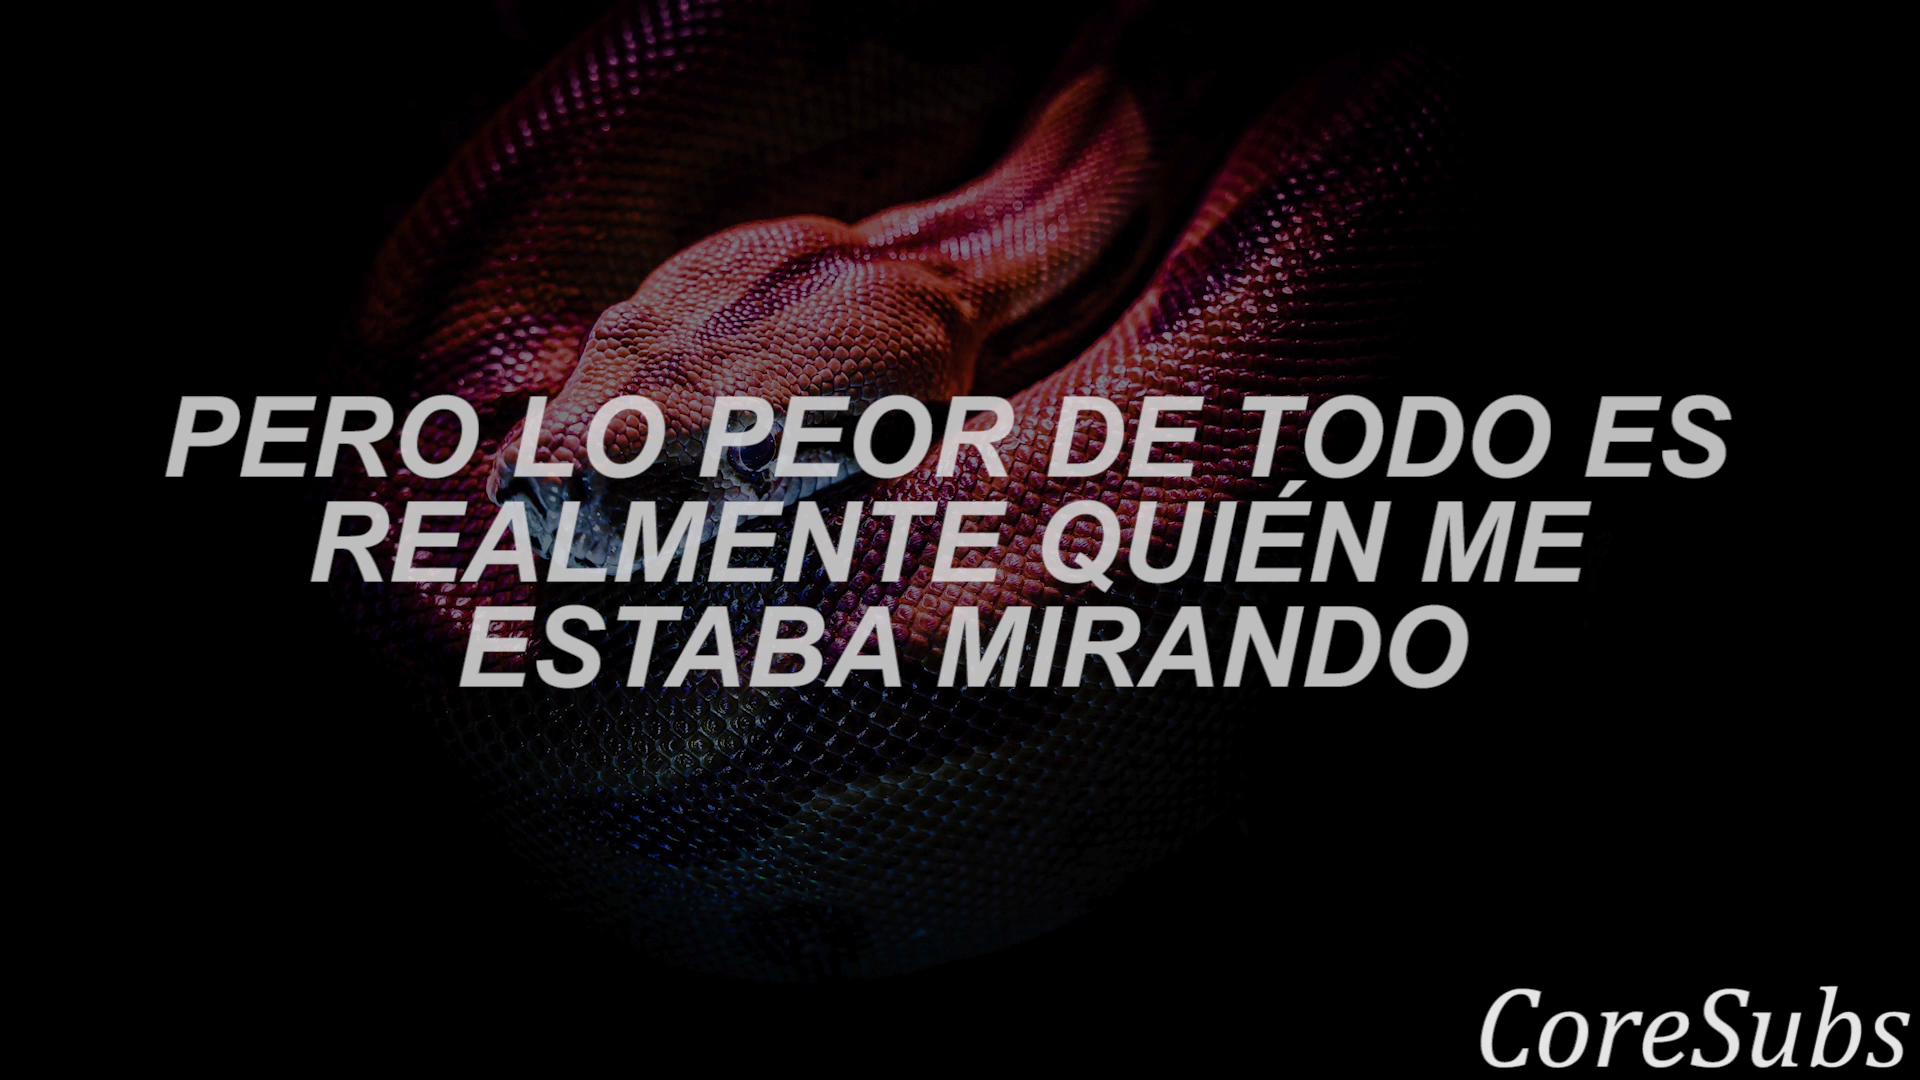 PERO LO PEOR DE TODO ES
REALMENTE QUIÉN ME
ESTABA MIRANDO
CoreSubs